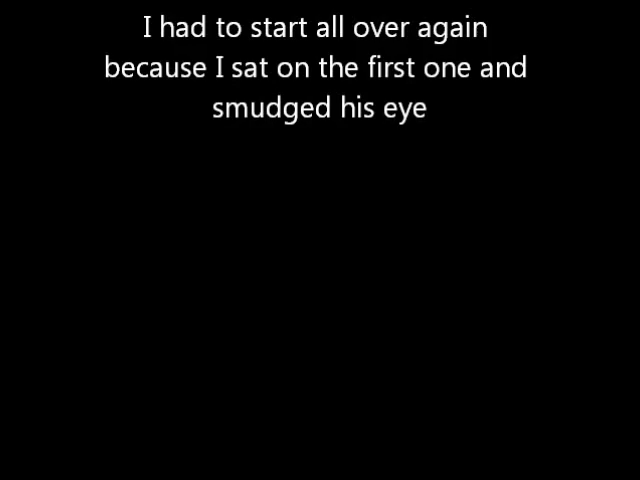 I had to start all over again
because I sat on the first one and
smudged his eye